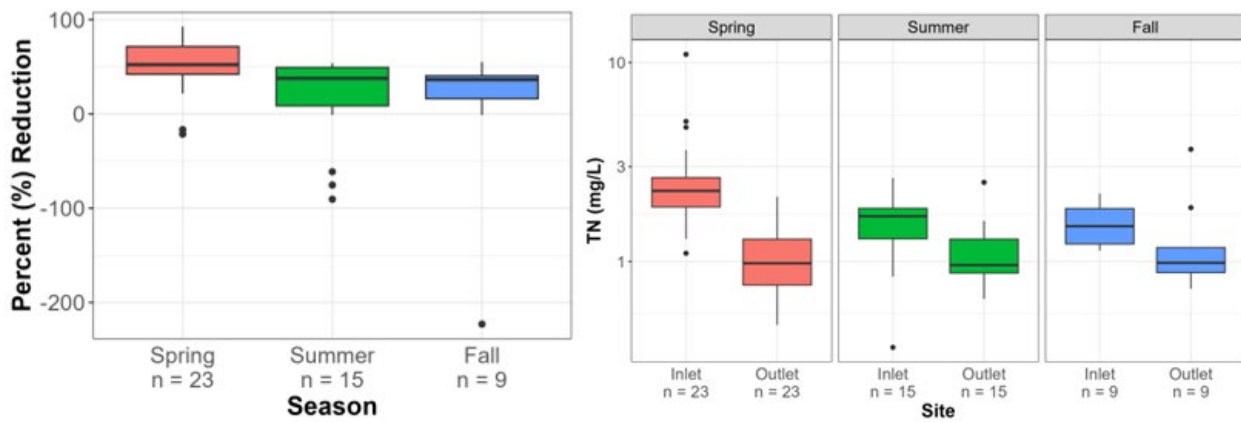 Percent (%) Reduction
100
0
-100
-200
Spring
n = 23
Summer
n = 15
Fall
n = 9
Season
TN (mg/L)
10
3
1
Spring
Summer
Fall
Inlet
n = 23
Outlet
n = 23
Inlet
n = 15
Outlet
n = 15
Inlet
n = 9
Outlet
n = 9
Site